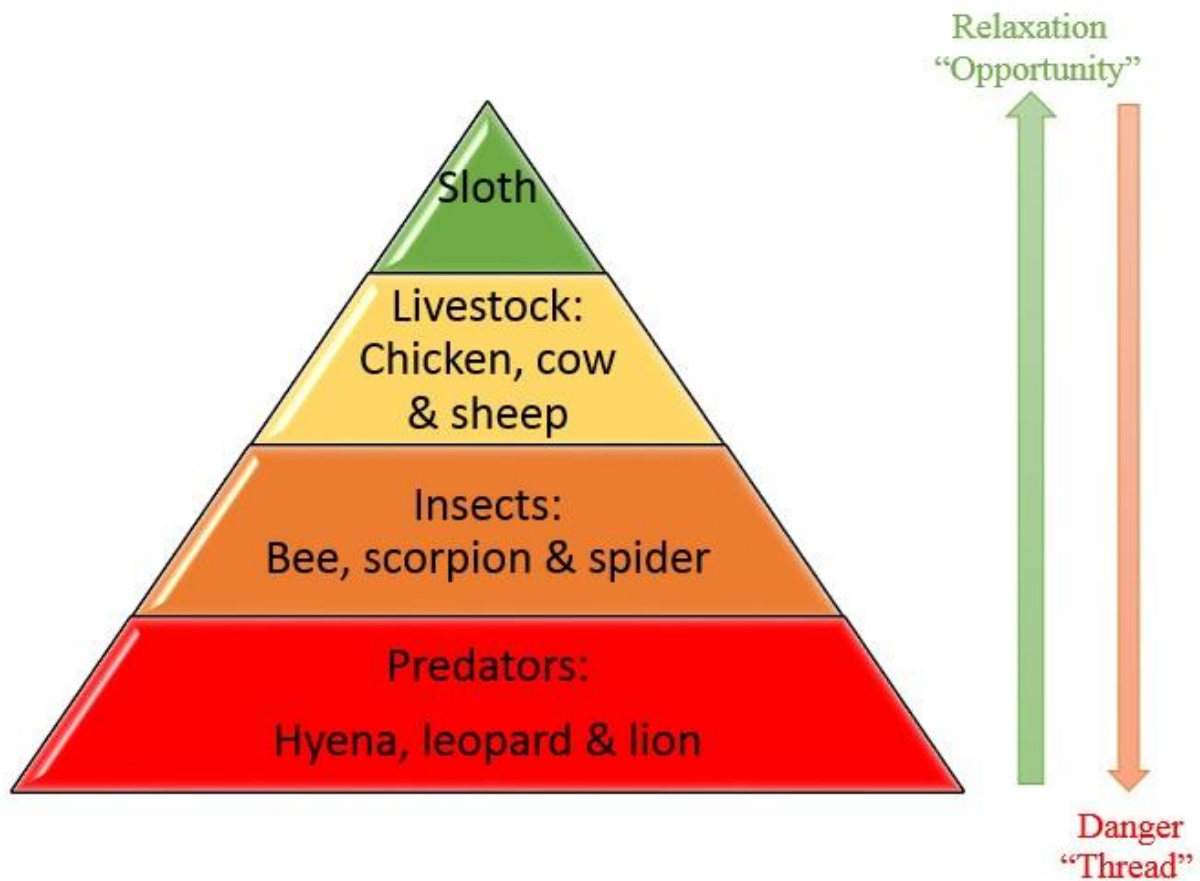 Relaxation
“Opportunity”
Sloth
Livestock:
Chicken, cow
& sheep
Insects:
Bee, scorpion & spider
Predators:
Hyena, leopard & lion
Danger
“Thread”